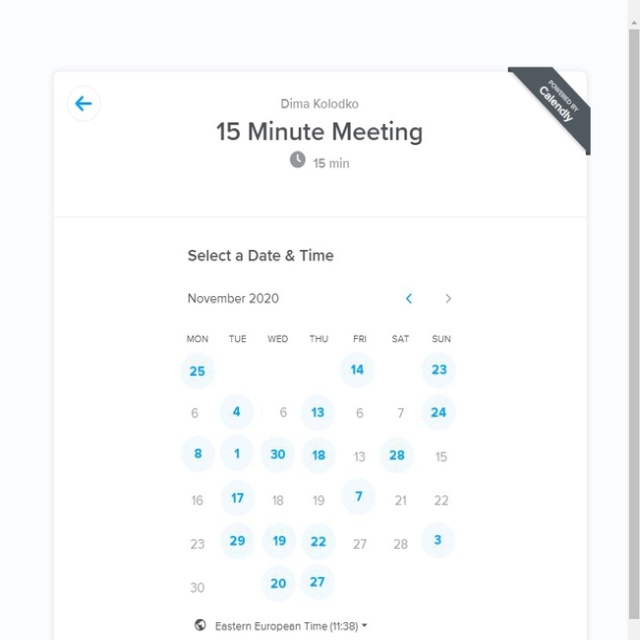 POWERED BY
Calendly
Dima Kolodko
15 Minute Meeting
15 min
Select a Date & Time
November 2020
MON TUE WED THU FRI SAT SUN
25 14 23
6 4 6 13 6 7 24
8 1 30 18 13 28 15
16 17 18 19 7 21 22
23 29 19 22 27 28 3
30 20 27
Eastern European Time (11:38)